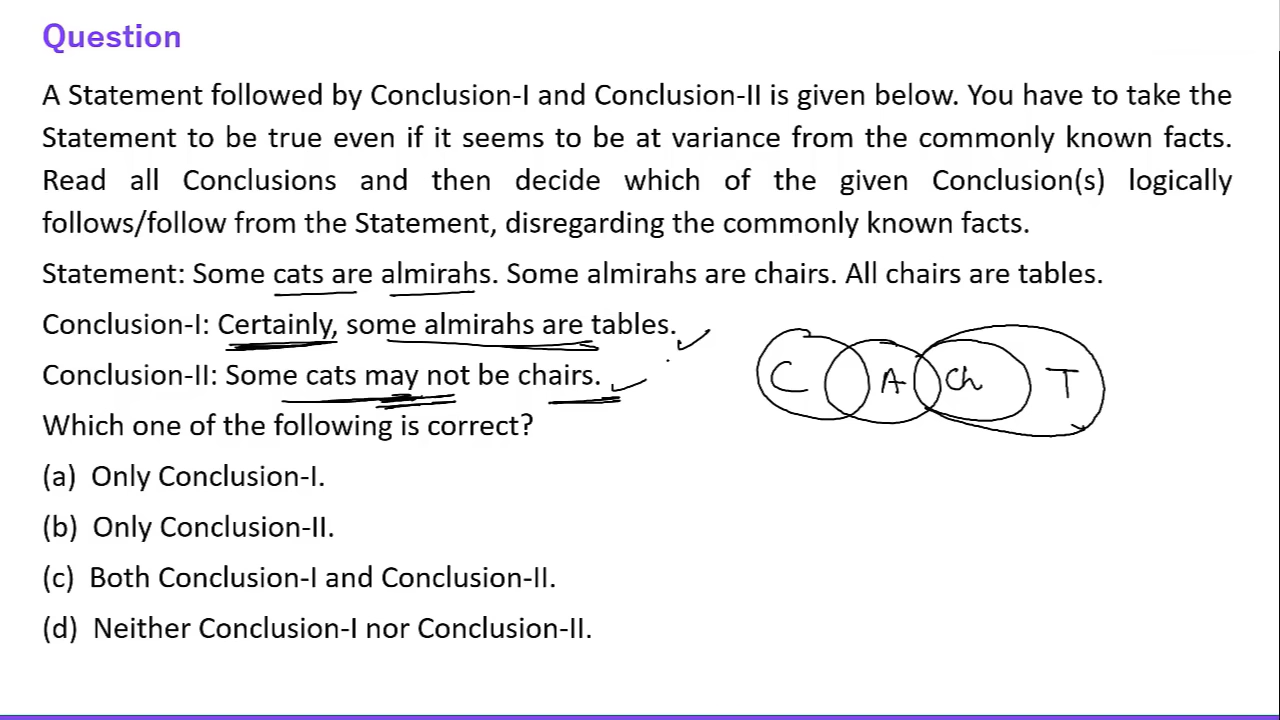 Question
A Statement followed by Conclusion-I and Conclusion-II is given below. You have to take the
Statement to be true even if it seems to be at variance from the commonly known facts.
Read all Conclusions and then decide which of the given Conclusion(s) logically
follows/follow from the Statement, disregarding the commonly known facts.
Statement: Some cats are almirahs. Some almirahs are chairs. All chairs are tables.
Conclusion-I: Certainly, some almirahs are tables.
Conclusion-II: Some cats may not be chairs.
C A Ch T
Which one of the following is correct?
(a) Only Conclusion-I.
(b) Only Conclusion-II.
(c) Both Conclusion-I and Conclusion-II.
(d) Neither Conclusion-I nor Conclusion-II.